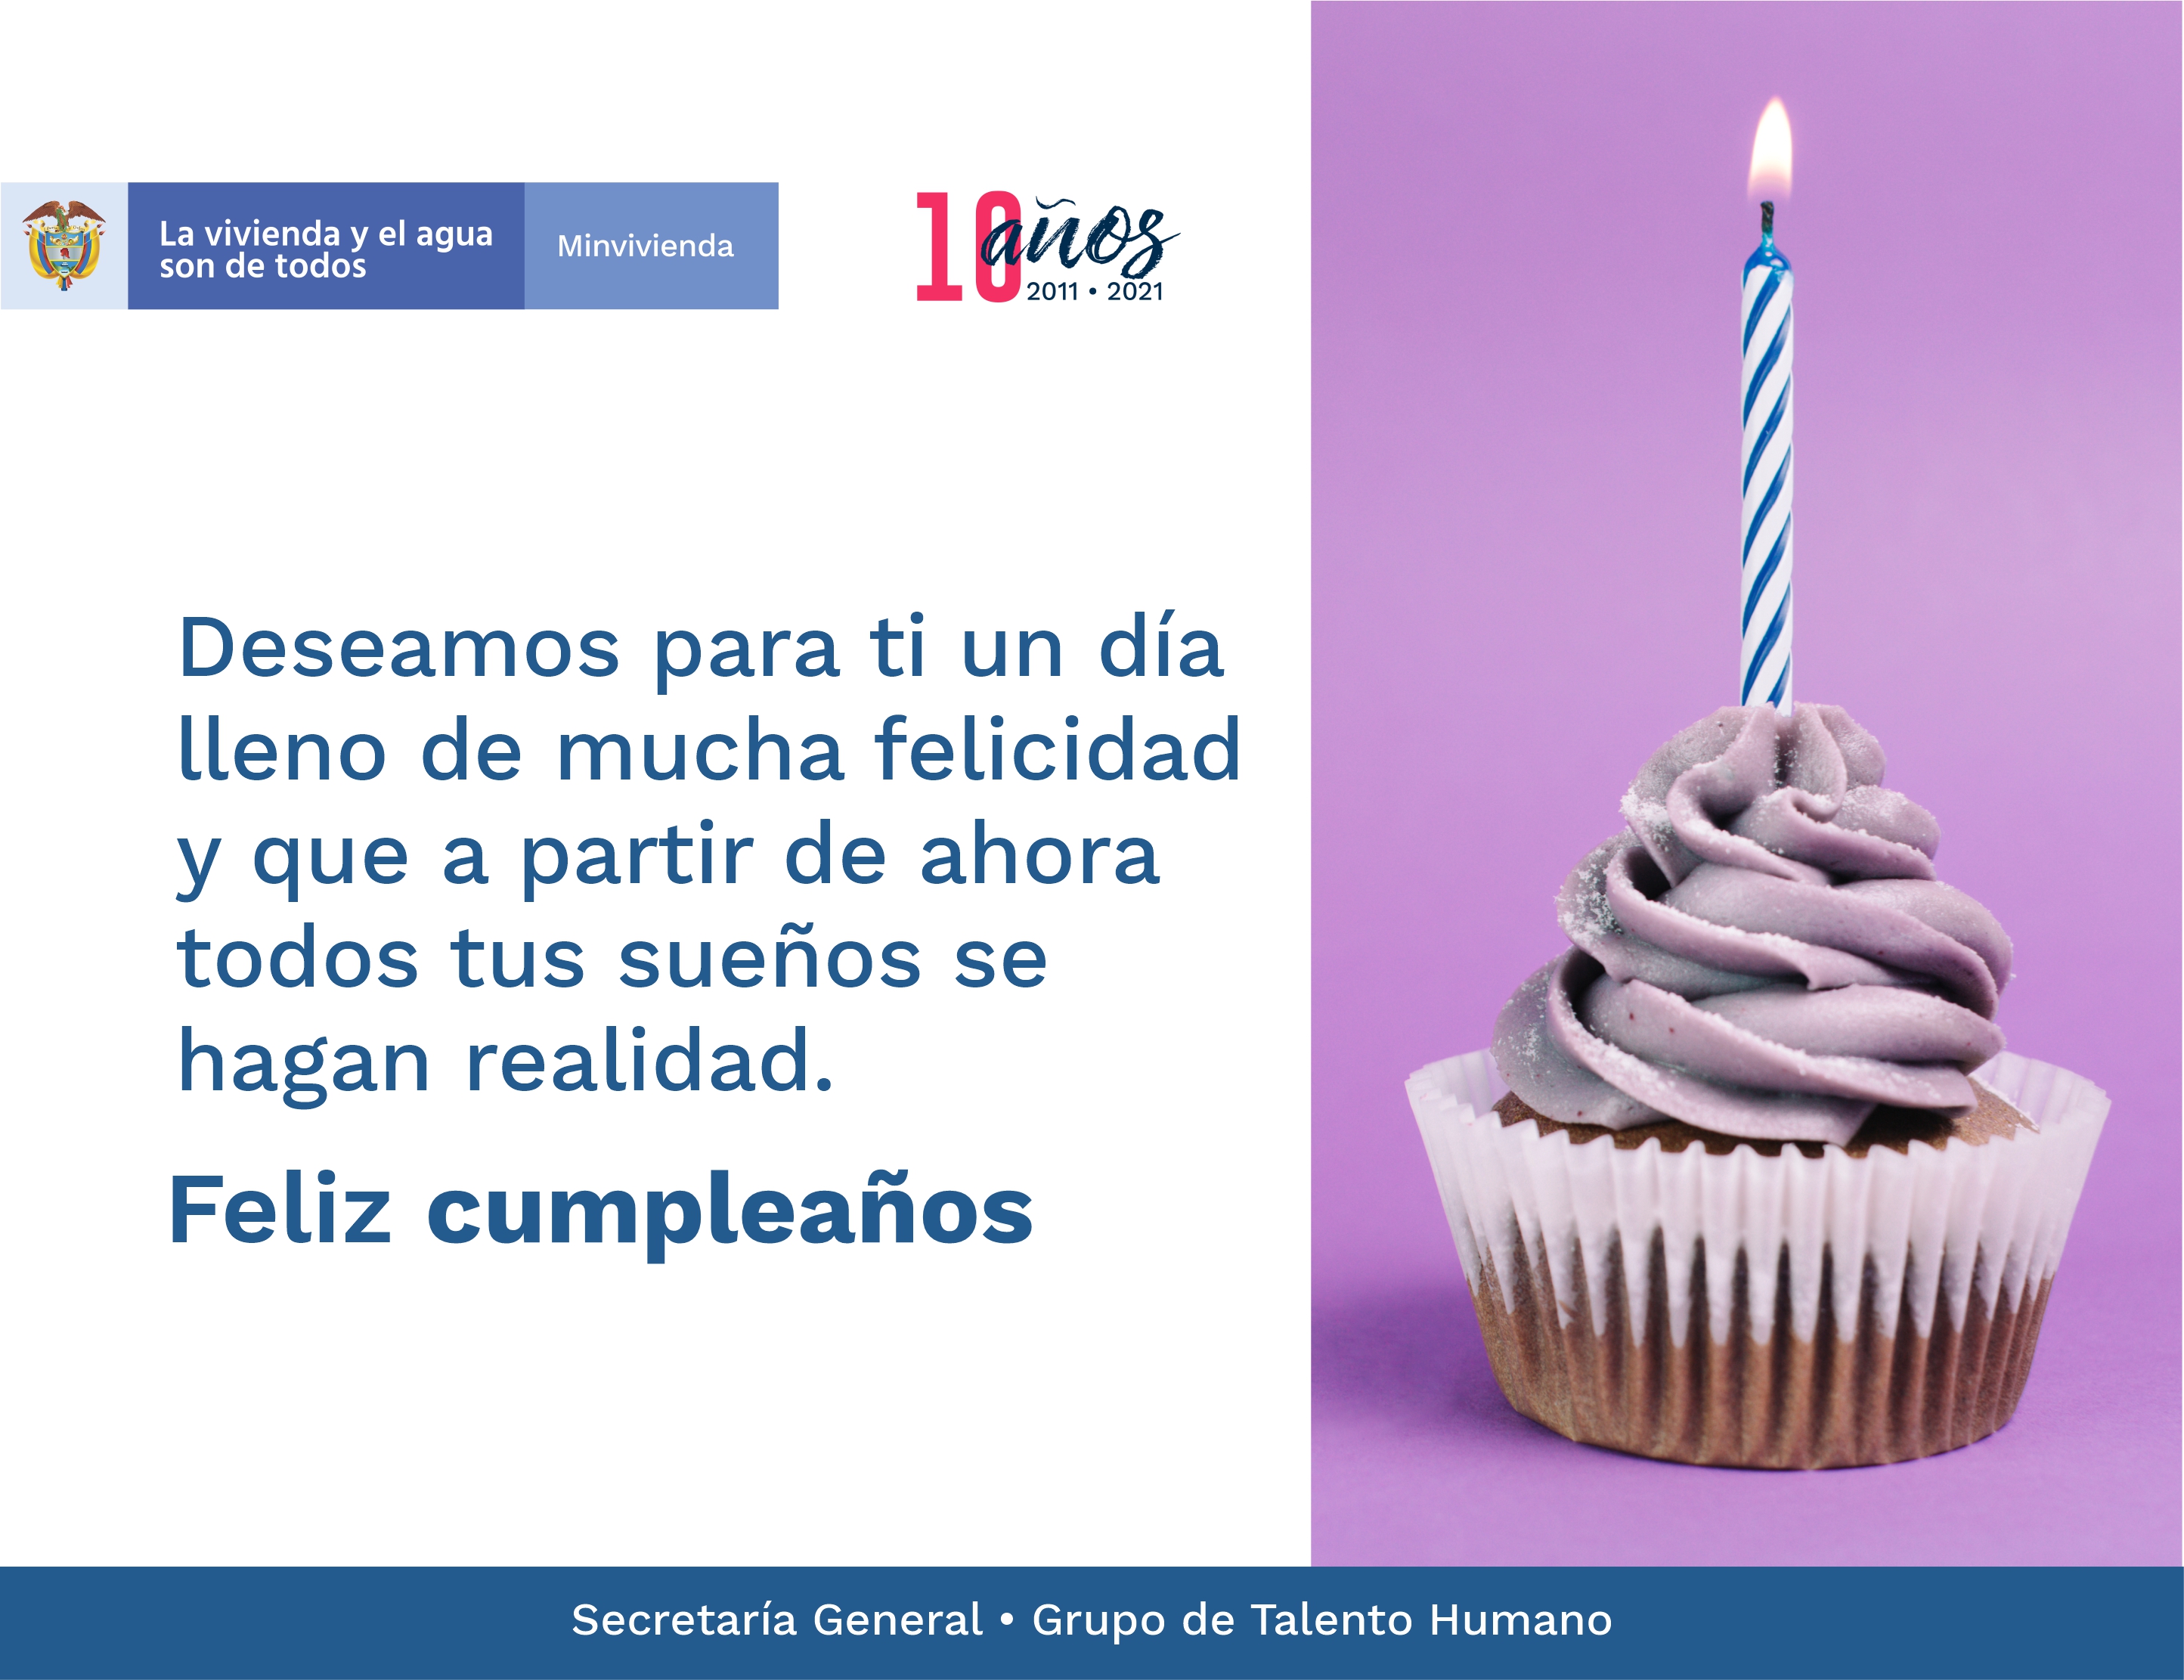 La vivienda y el agua
son de todos
Minvivienda
10 años
2011 • 2021
Deseamos para ti un día
lleno de mucha felicidad
y que a partir de ahora
todos tus sueños se
hagan realidad.
Feliz cumpleaños
Secretaría General • Grupo de Talento Humano